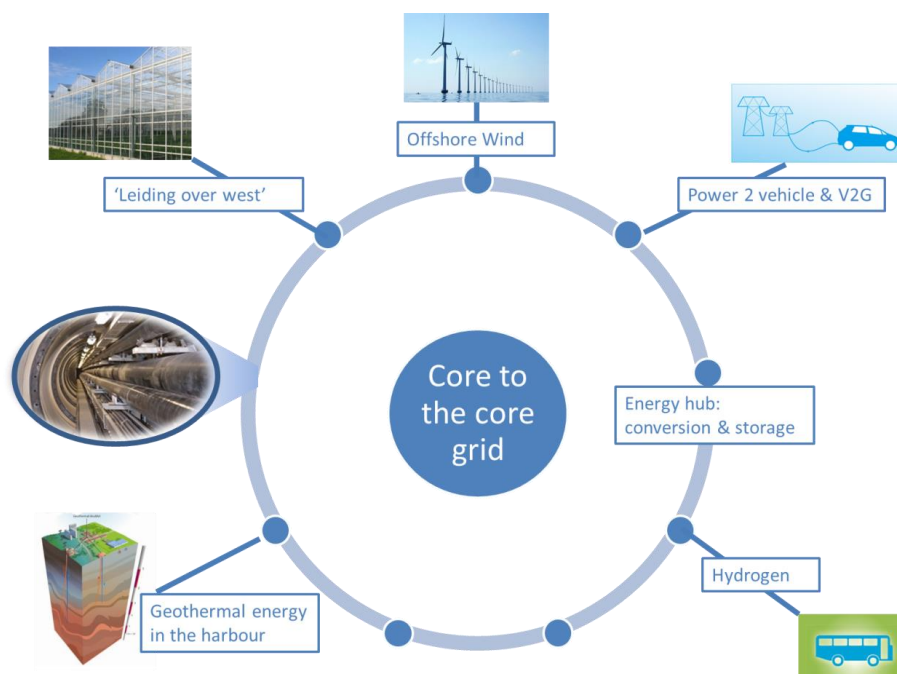 Offshore Wind
'Leiding over west'
Power 2 vehicle & V2G
Core to
the core
grid
Energy hub:
conversion & storage
Hydrogen
Geothermal energy
in the harbour